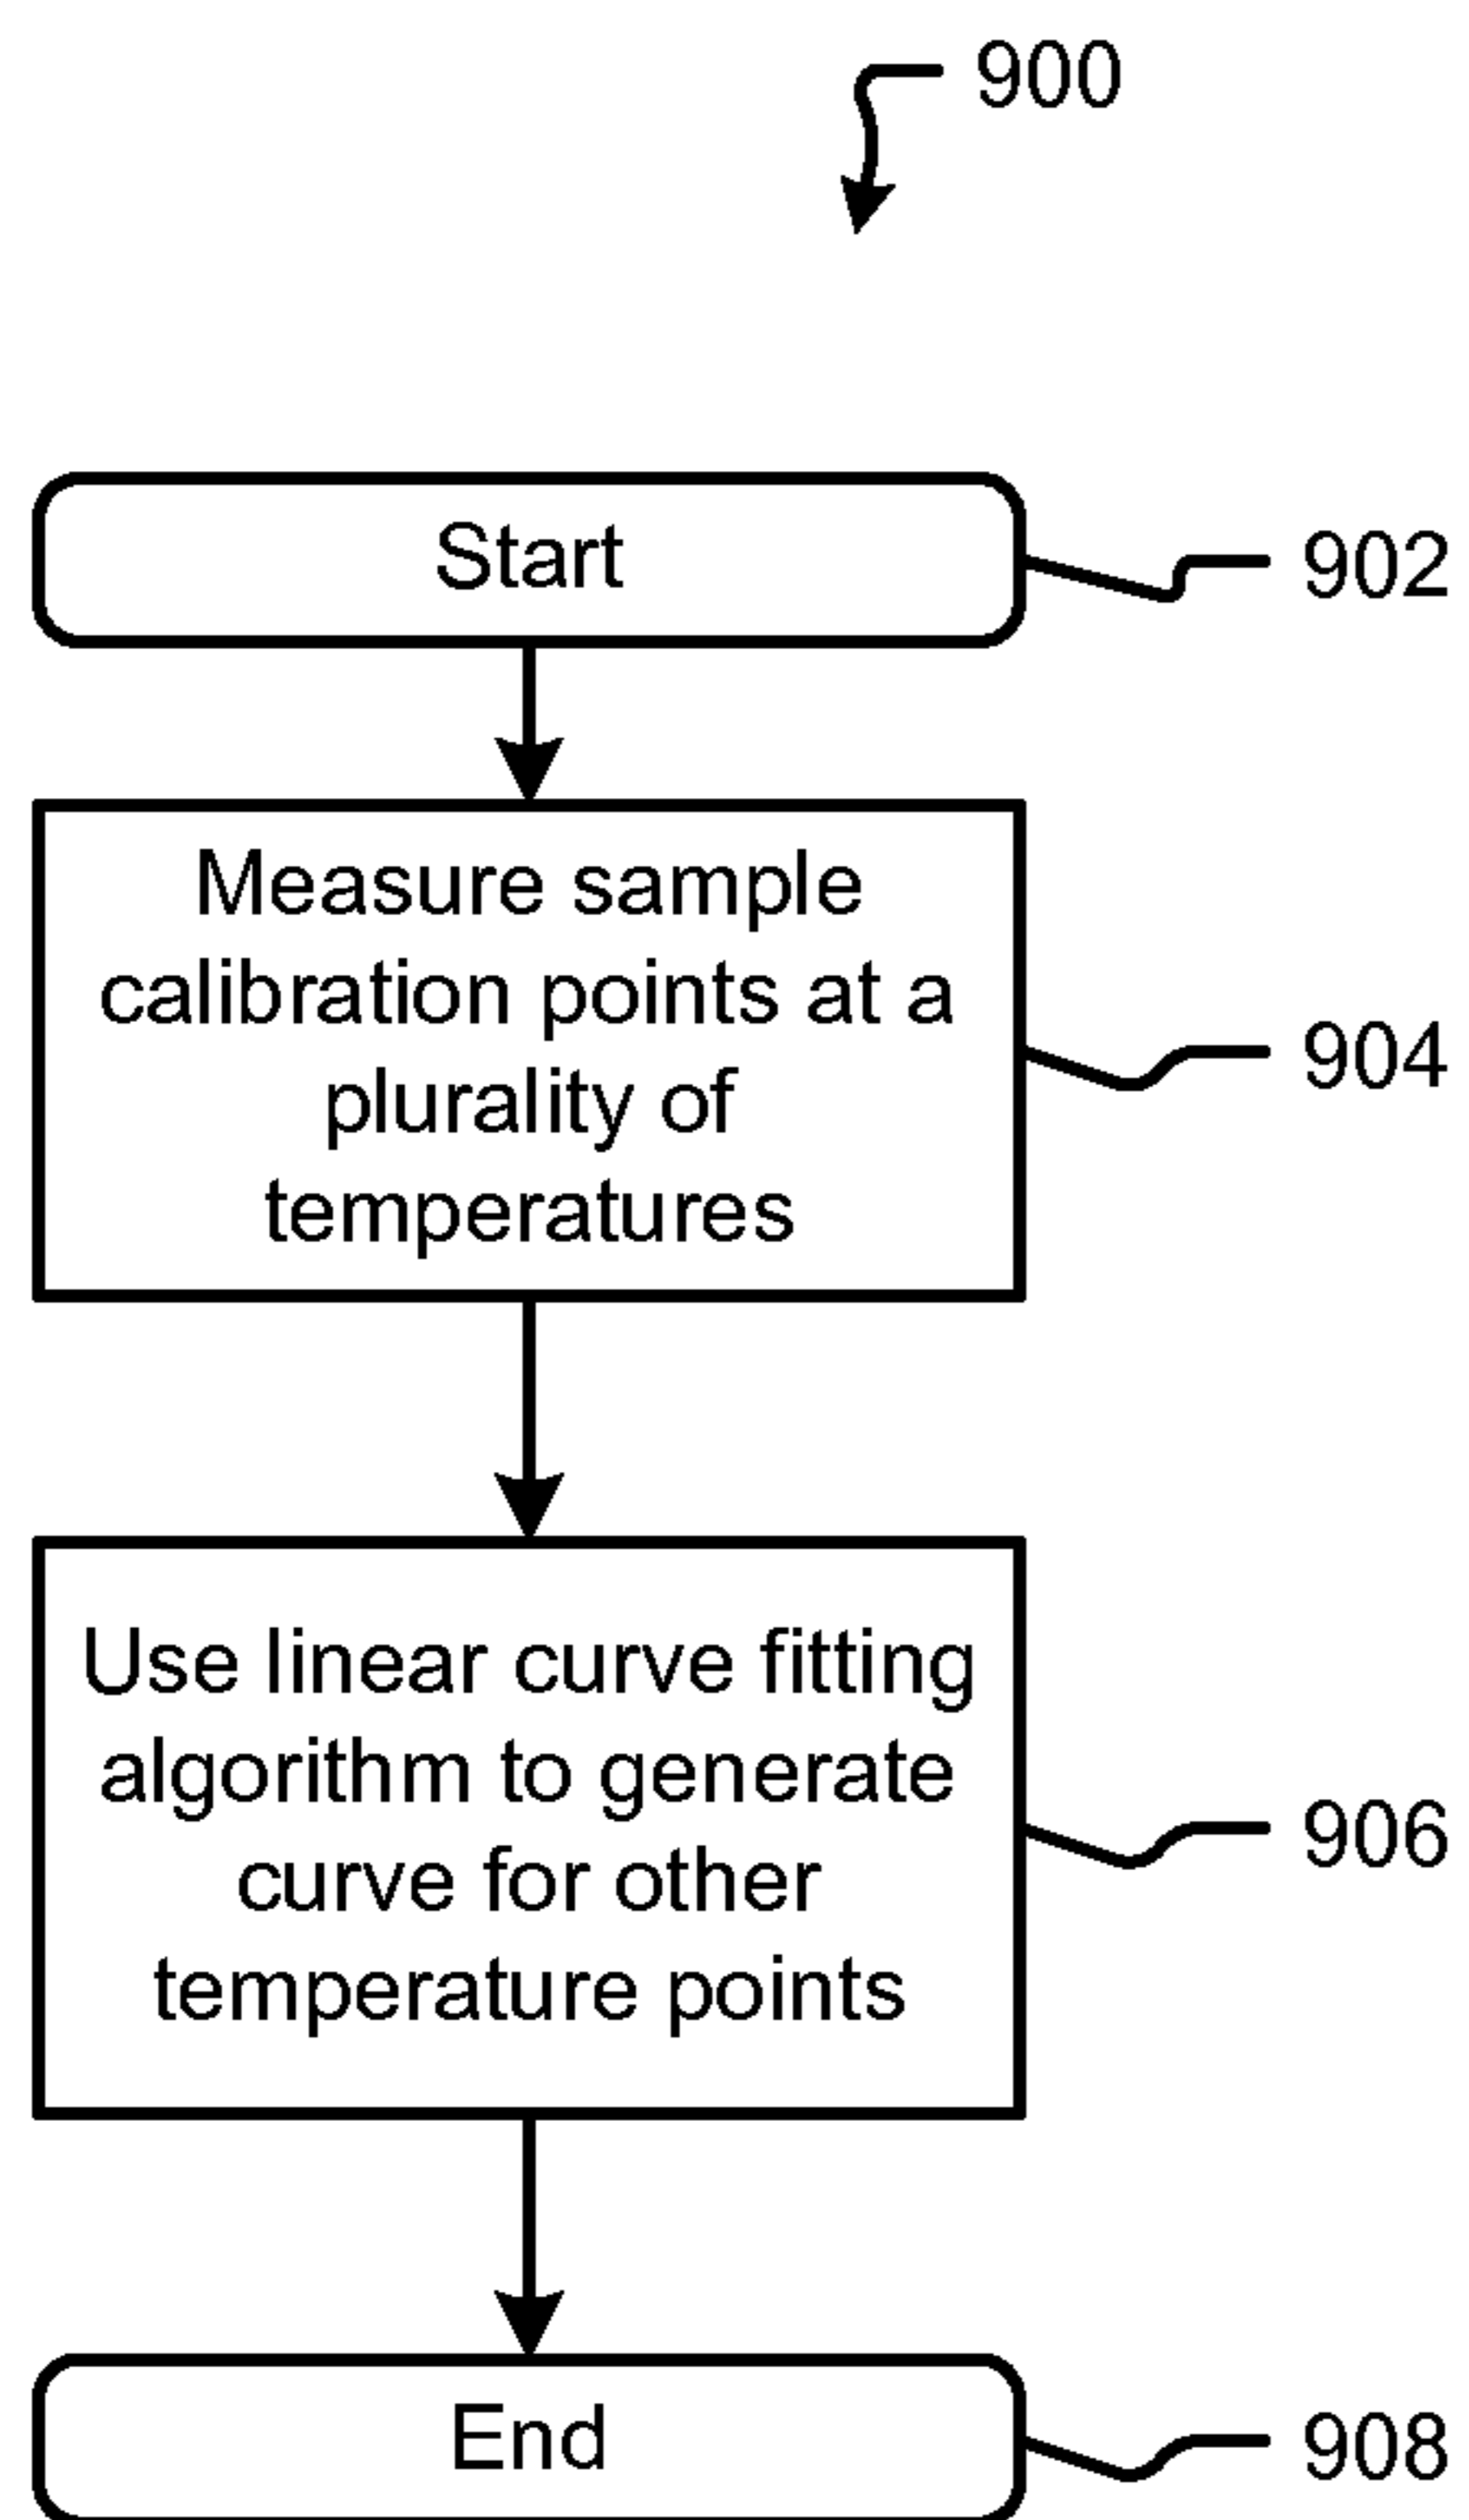 900
Start
902
Measure sample
calibration points at a
plurality of
temperatures
904
Use linear curve fitting
algorithm to generate
curve for other
temperature points
906
End
908